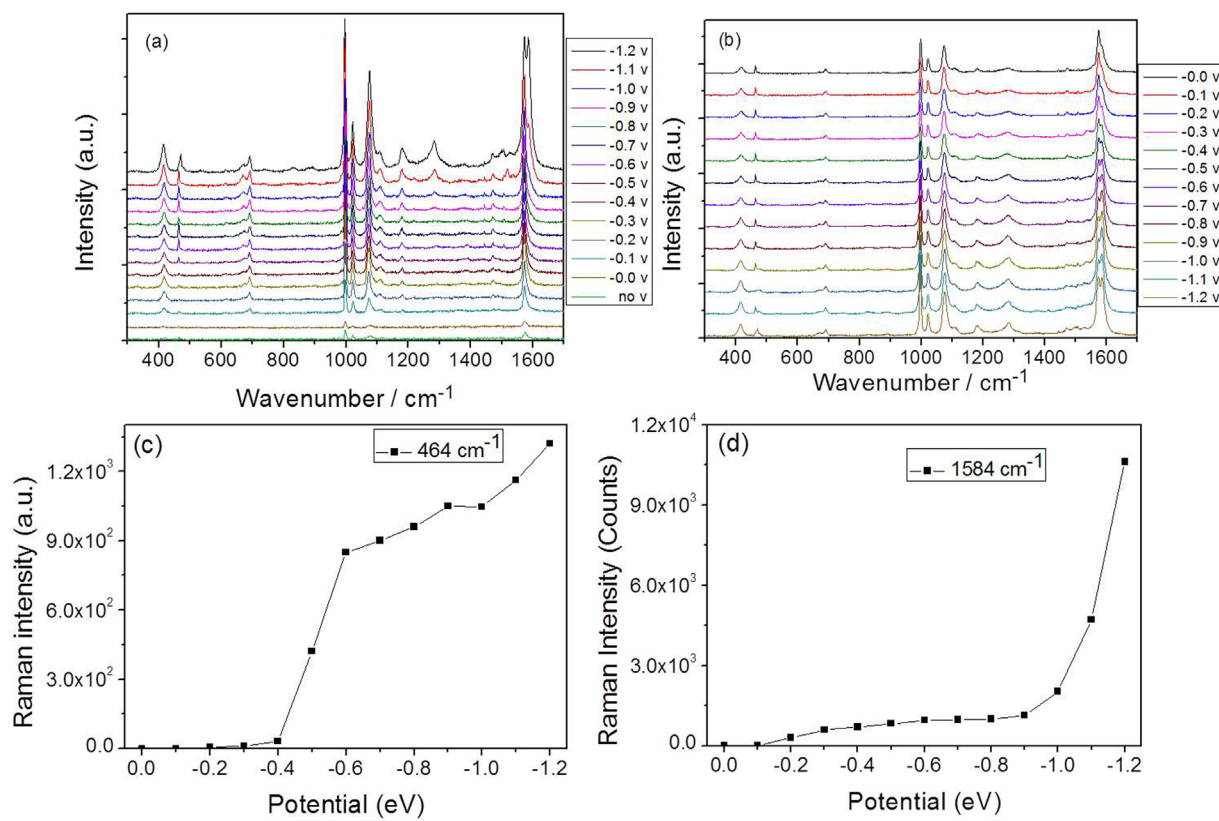 (a)
Intensity (a.u.)
-1.2 v
-1.1 v
-1.0 v
-0.9 v
-0.8 v
-0.7 v
-0.6 v
-0.5 v
-0.4 v
-0.3 v
-0.2 v
-0.1 v
-0.0 v
no v
400 600 800 1000 1200 1400 1600
Wavenumber / cm-1
(b)
Intensity (a.u.)
-0.0 v
-0.1 v
-0.2 v
-0.3 v
-0.4 v
-0.5 v
-0.6 v
-0.7 v
-0.8 v
-0.9 v
-1.0 v
-1.1 v
-1.2 v
400 600 800 1000 1200 1400 1600
Wavenumber / cm-1
(c)
464 cm-1
Raman intensity (a.u.)
1.2x10³
9.0x10²
6.0x10²
3.0x10²
0.0
0.0 -0.2 -0.4 -0.6 -0.8 -1.0 -1.2
Potential (eV)
(d)
1584 cm-1
Raman Intensity (Counts)
1.2x10⁴
9.0x10³
6.0x10³
3.0x10³
0.0
0.0 -0.2 -0.4 -0.6 -0.8 -1.0 -1.2
Potential (eV)